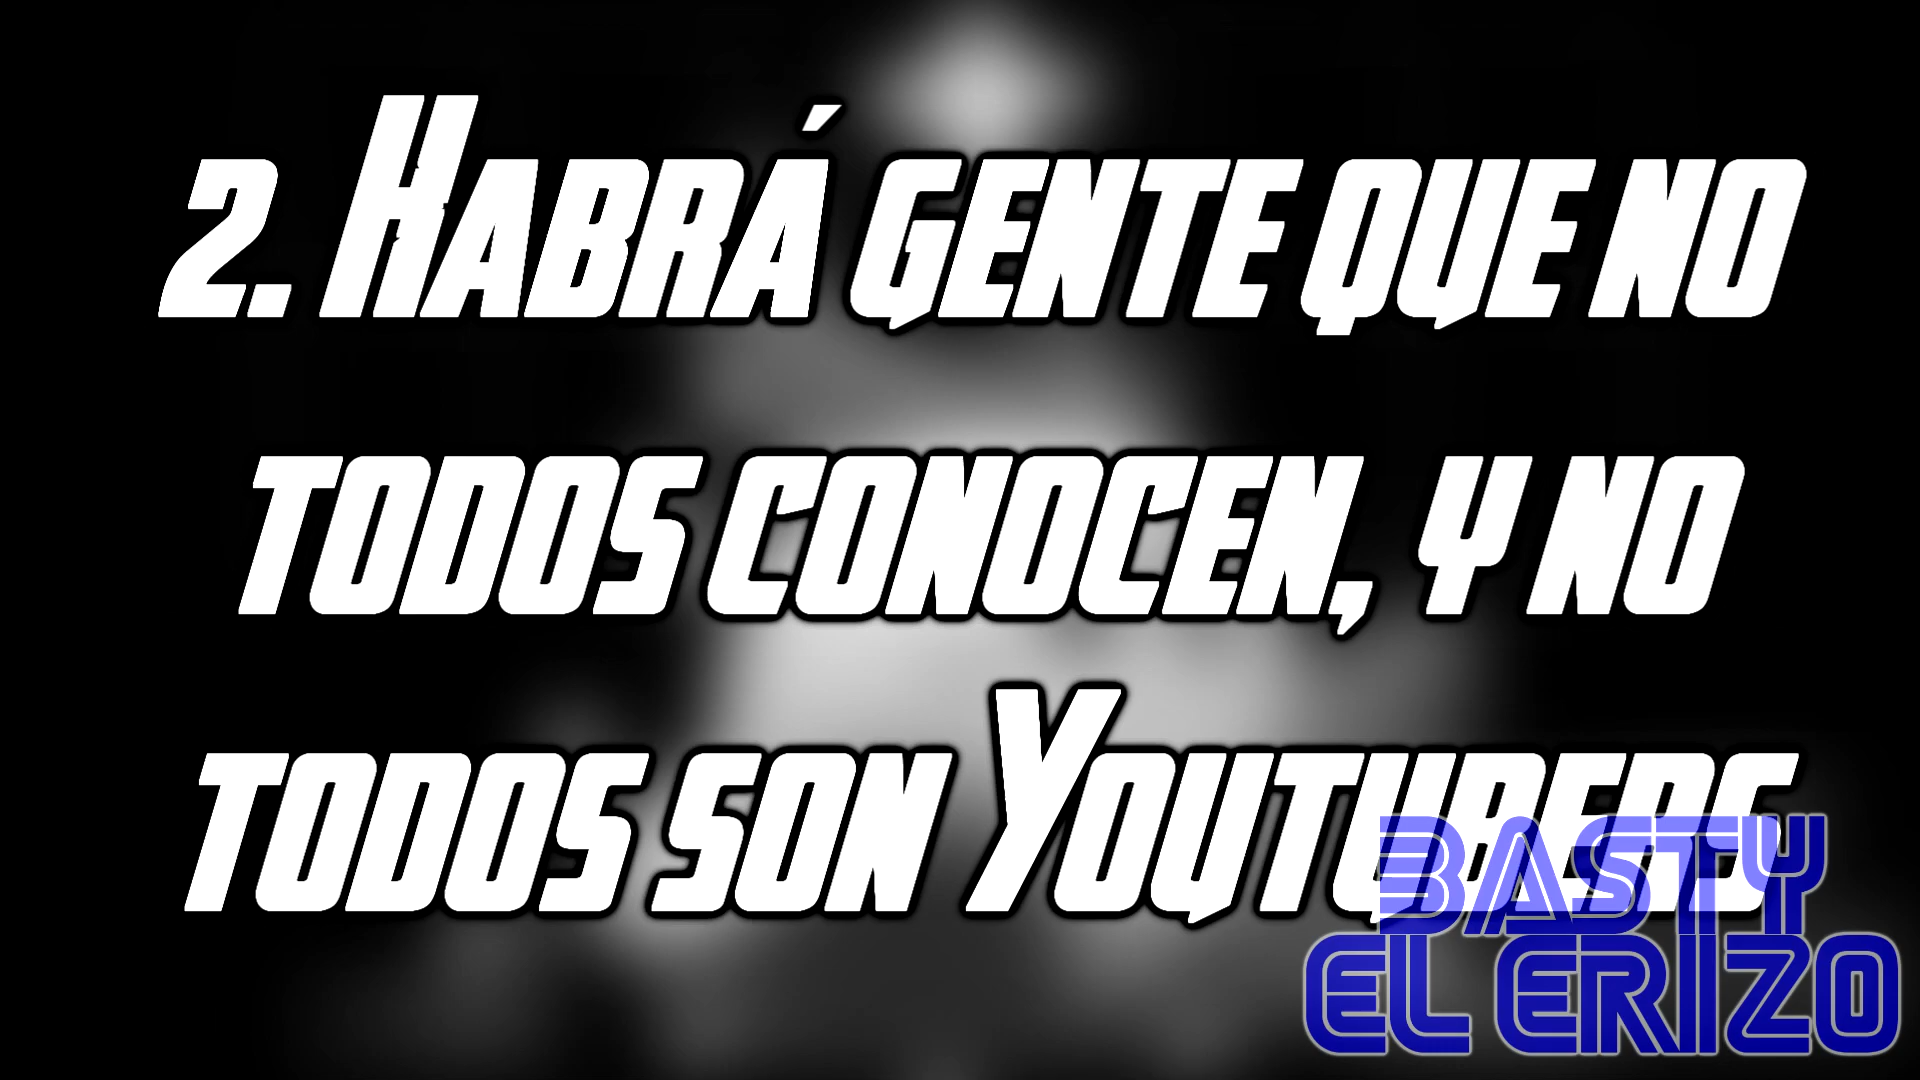 2. Habrá gente que no
todos conocen, y no
todos son Youtubers
BASTY
EL ERIZO